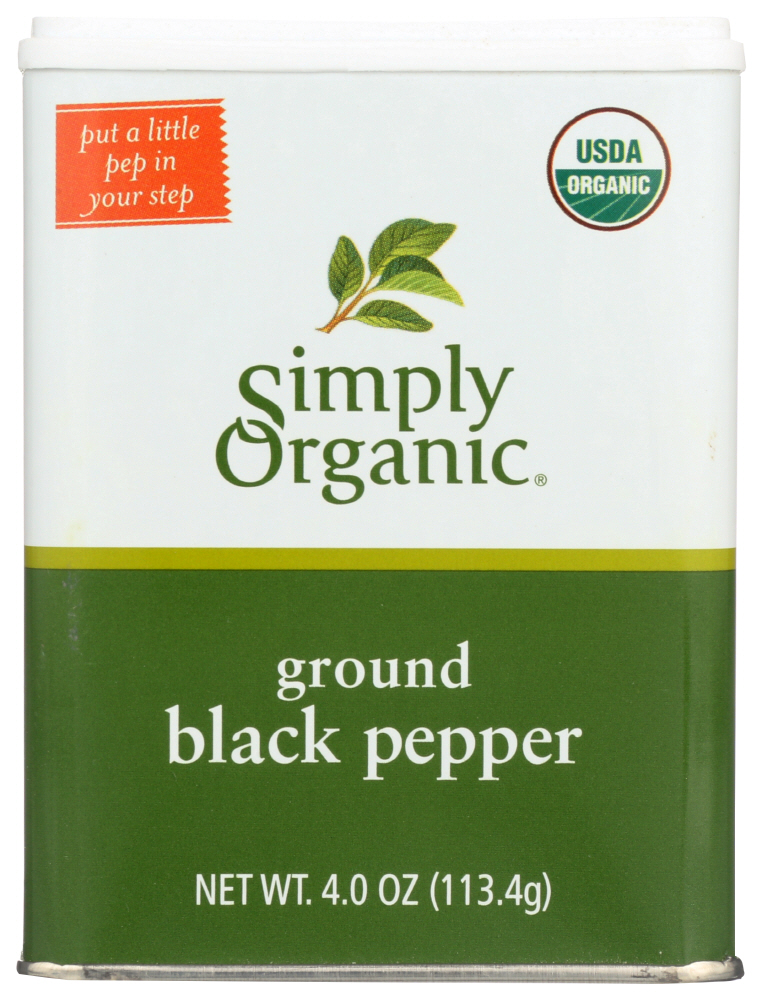 put a little
pep in
your step
USDA
ORGANIC
Simply
Organic®
ground
black pepper
NET WT. 4.0 OZ (113.4g)